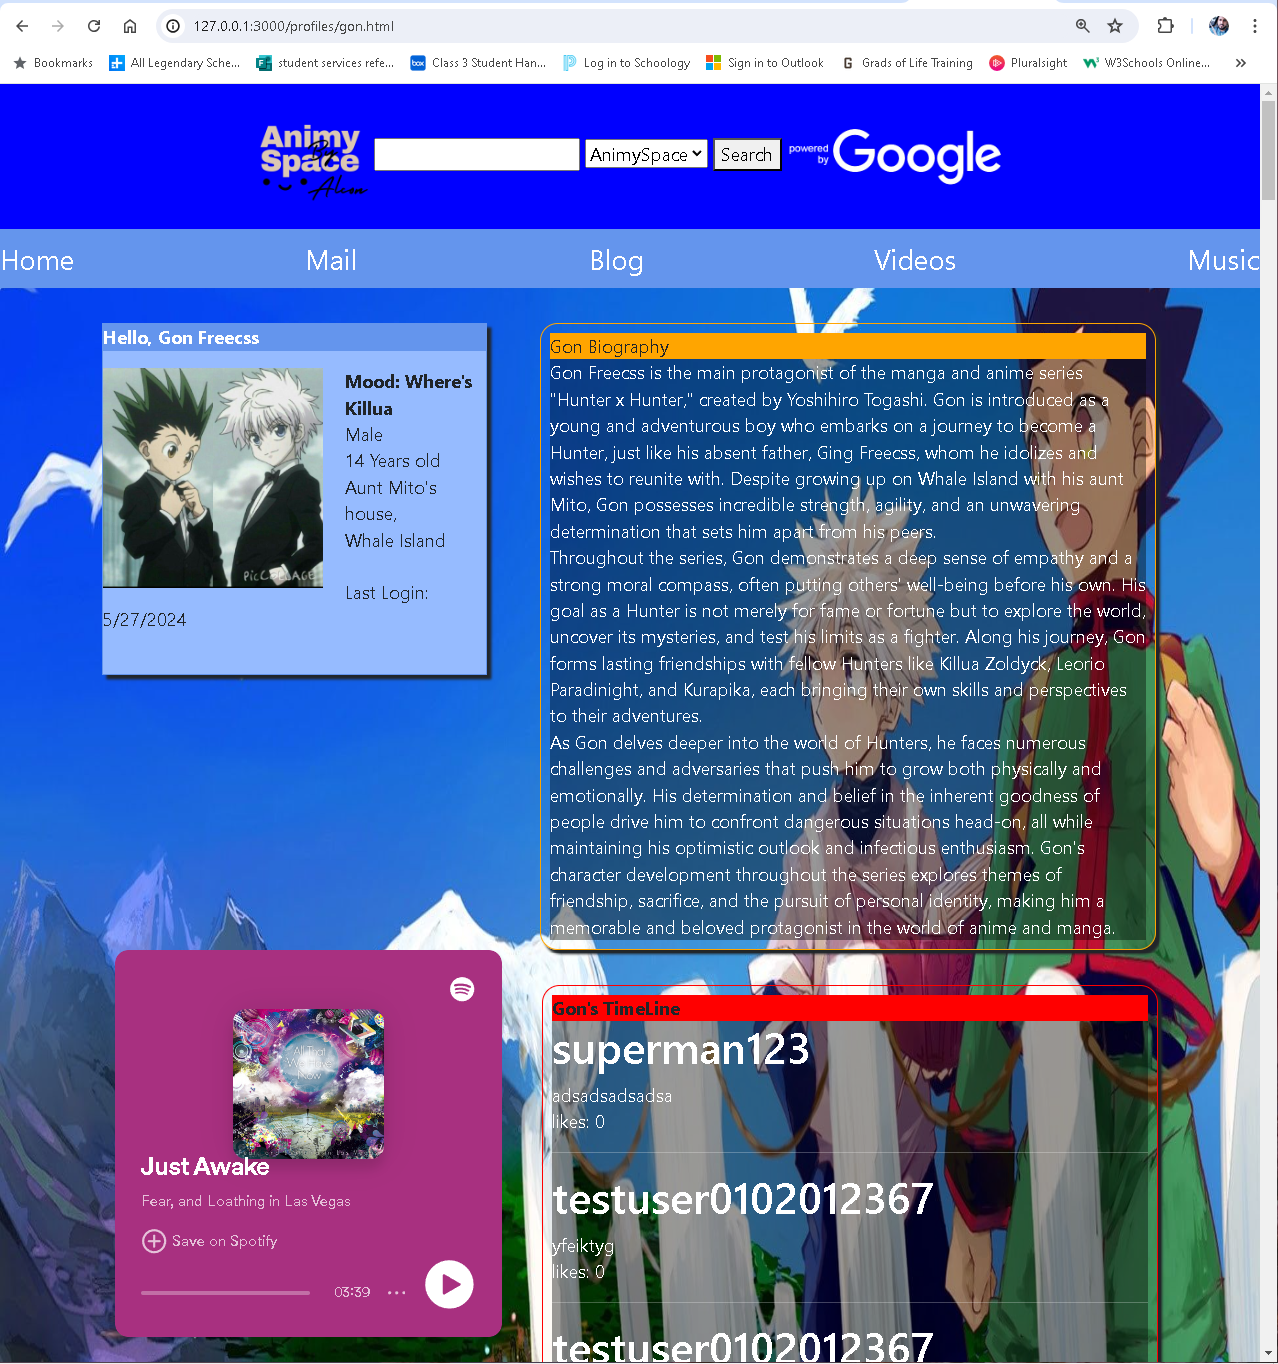 127.0.0.1:3000/profiles/gon.html
Bookmarks
All Legendary Sche...
student services refe...
Class 3 Student Han...
Log in to Schoology
Sign in to Outlook
Grads of Life Training
Pluralsight
W3Schools Online...
Animy
Space
By
Alcon
AnimySpace
Search
powered
by
Google
Home
Mail
Blog
Videos
Music
Hello, Gon Freecss
Mood: Where's
Killua
Male
14 Years old
Aunt Mito's
house,
Whale Island
Last Login:
5/27/2024
PicCOLLAGE
Gon Biography
Gon Freecss is the main protagonist of the manga and anime series
"Hunter x Hunter," created by Yoshihiro Togashi. Gon is introduced as a
young and adventurous boy who embarks on a journey to become a
Hunter, just like his absent father, Ging Freecss, whom he idolizes and
wishes to reunite with. Despite growing up on Whale Island with his aunt
Mito, Gon possesses incredible strength, agility, and an unwavering
determination that sets him apart from his peers.
Throughout the series, Gon demonstrates a deep sense of empathy and a
strong moral compass, often putting others' well-being before his own. His
goal as a Hunter is not merely for fame or fortune but to explore the world,
uncover its mysteries, and test his limits as a fighter. Along his journey, Gon
forms lasting friendships with fellow Hunters like Killua Zoldyck, Leorio
Paradinight, and Kurapika, each bringing their own skills and perspectives
to their adventures.
As Gon delves deeper into the world of Hunters, he faces numerous
challenges and adversaries that push him to grow both physically and
emotionally. His determination and belief in the inherent goodness of
people drive him to confront dangerous situations head-on, all while
maintaining his optimistic outlook and infectious enthusiasm. Gon's
character development throughout the series explores themes of
friendship, sacrifice, and the pursuit of personal identity, making him a
memorable and beloved protagonist in the world of anime and manga.
All That
We Have
Now
Fear, and Loathing in Las Vegas
Just Awake
Fear, and Loathing in Las Vegas
Save on Spotify
03:39
Gon's TimeLine
superman123
adsadsadsadsa
likes: 0
testuser0102012367
yfeiktyg
likes: 0
testuser0102012367